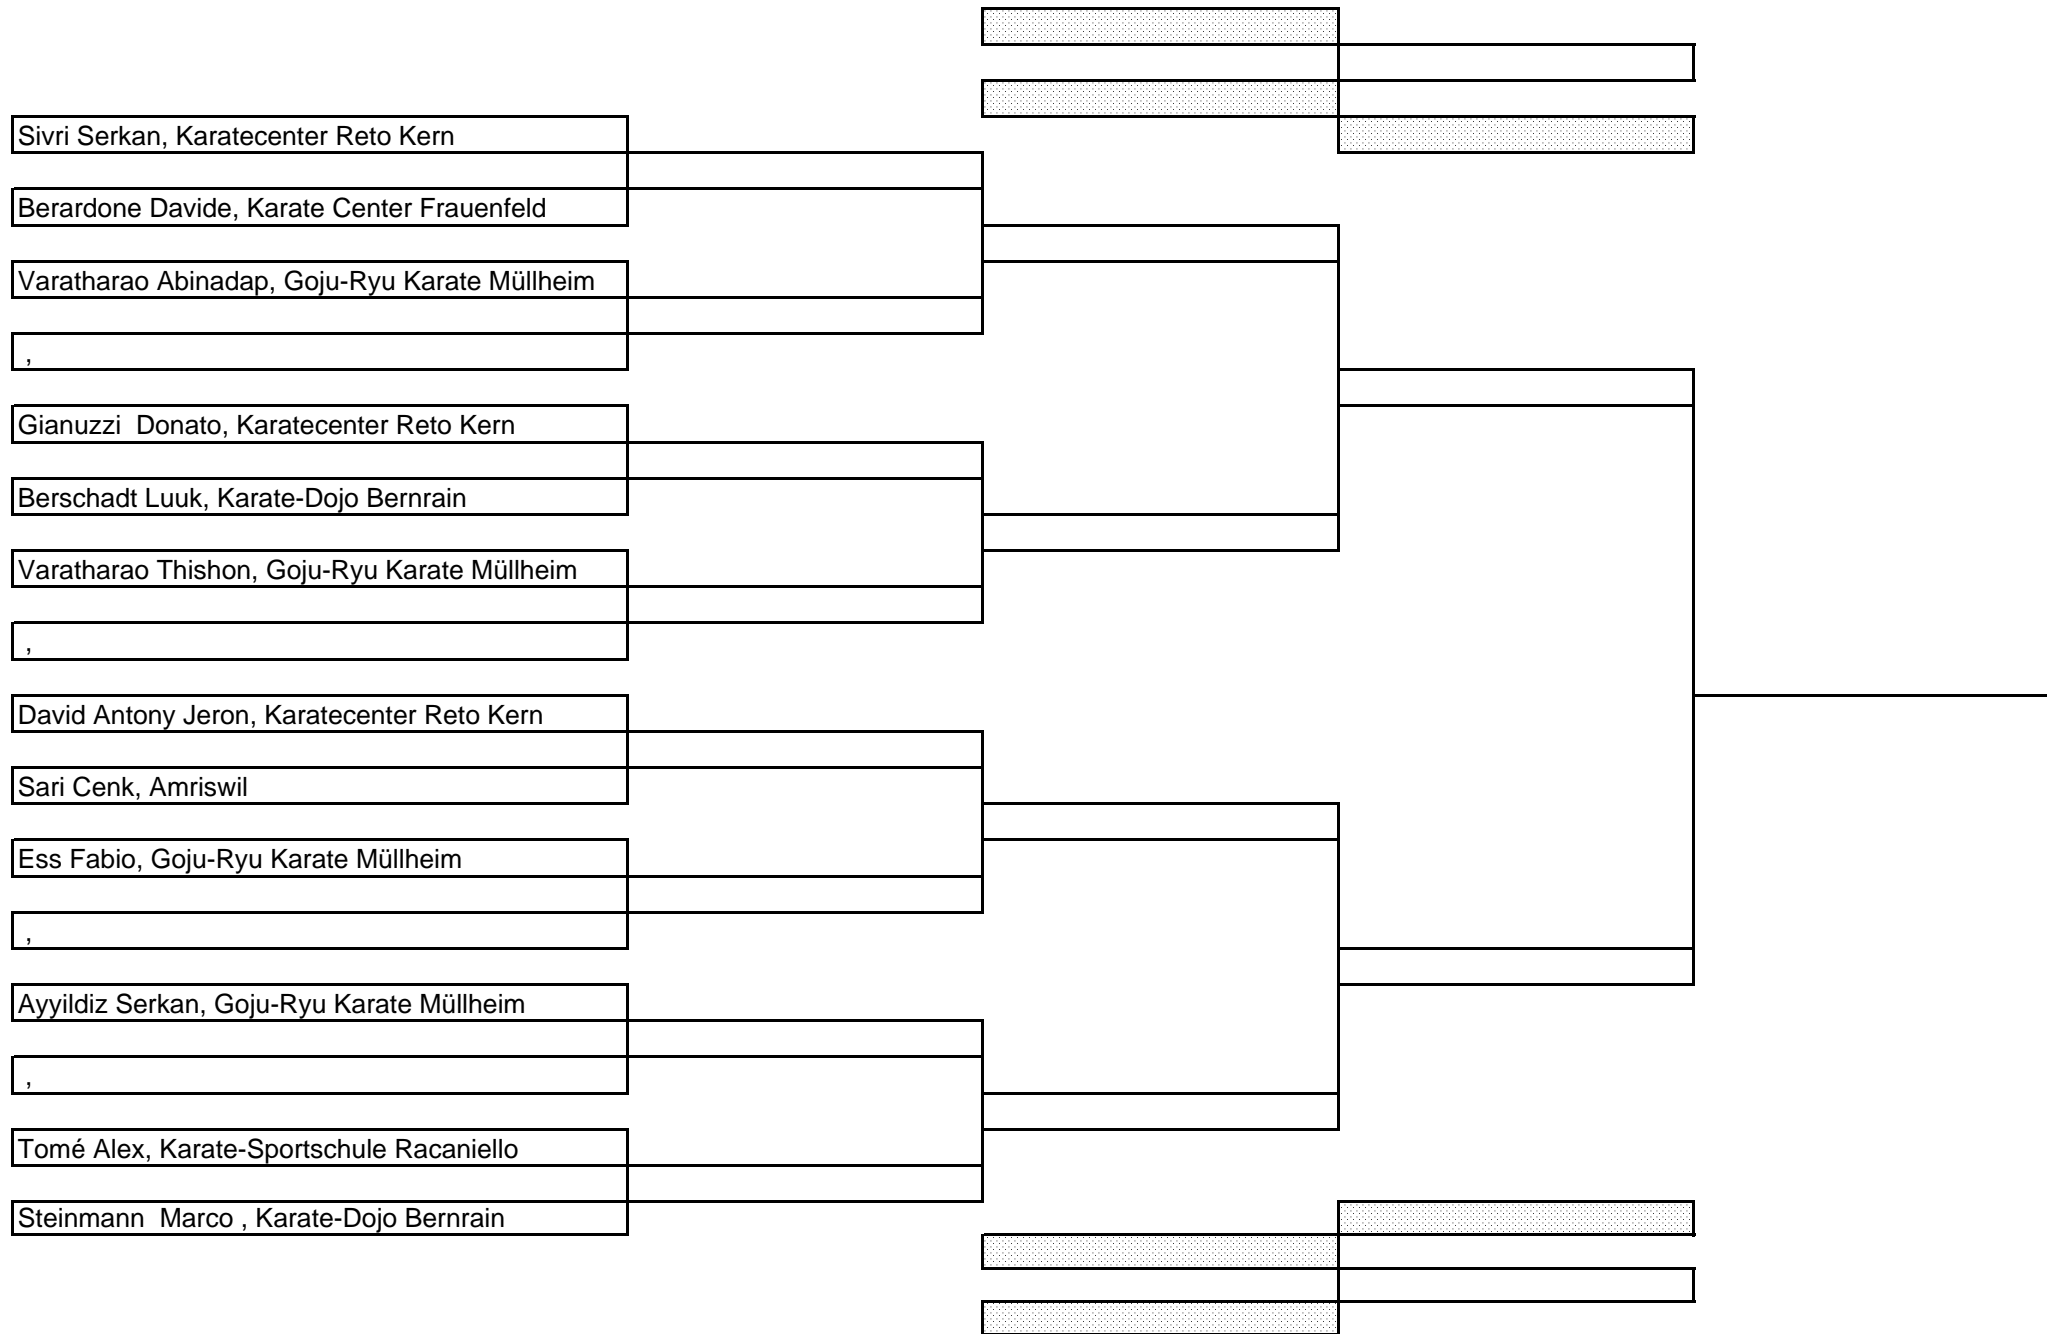 Sivri Serkan, Karatecenter Reto Kern
Berardone Davide, Karate Center Frauenfeld
Varatharao Abinadap, Goju-Ryu Karate Müllheim
,
Gianuzzi  Donato, Karatecenter Reto Kern
Berschadt Luuk, Karate-Dojo Bernrain
Varatharao Thishon, Goju-Ryu Karate Müllheim
,
David Antony Jeron, Karatecenter Reto Kern
Sari Cenk, Amriswil
Ess Fabio, Goju-Ryu Karate Müllheim
,
Ayyildiz Serkan, Goju-Ryu Karate Müllheim
,
Tomé Alex, Karate-Sportschule Racaniello
Steinmann  Marco , Karate-Dojo Bernrain